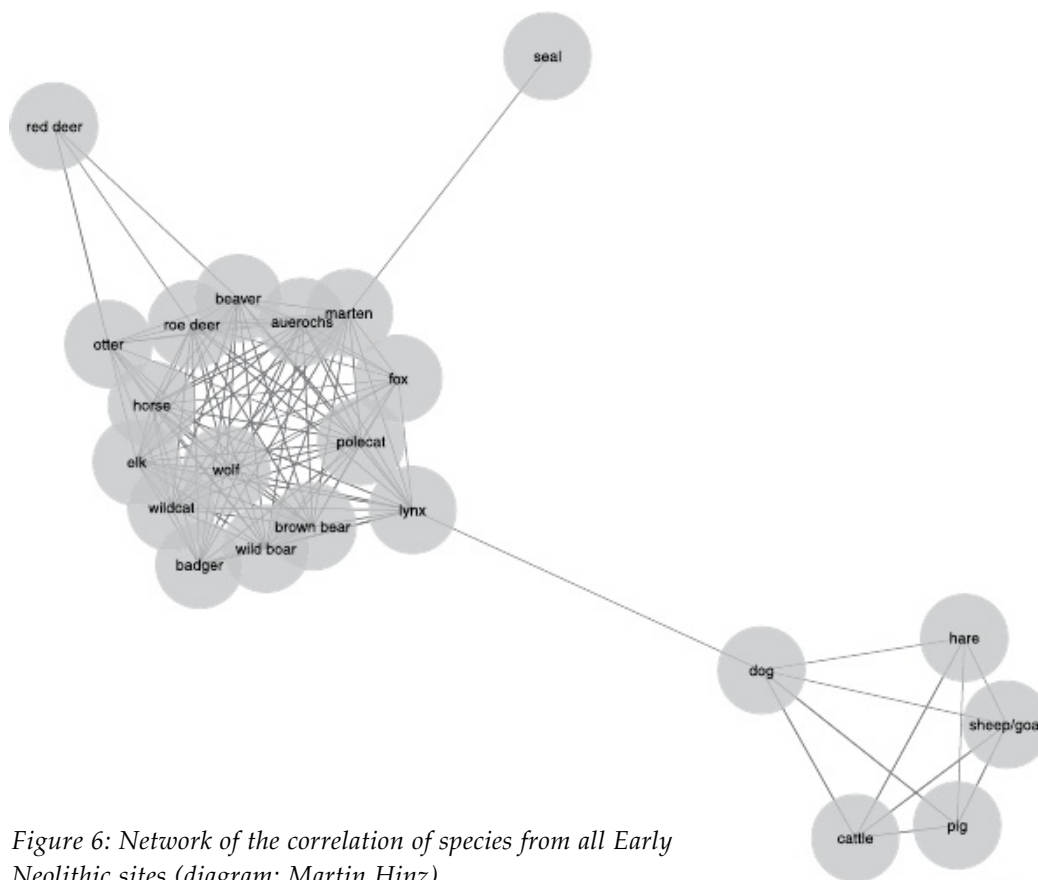 seal
red deer
beaver
marten
auerochs
roe deer
otter
fox
horse
polecat
elk
wolf
wildcat
lynx
brown bear
wild boar
badger
hare
dog
sheep/goa
pig
cattle
Figure 6: Network of the correlation of species from all Early
Neolithic sites (diagram: Martin Hinz)